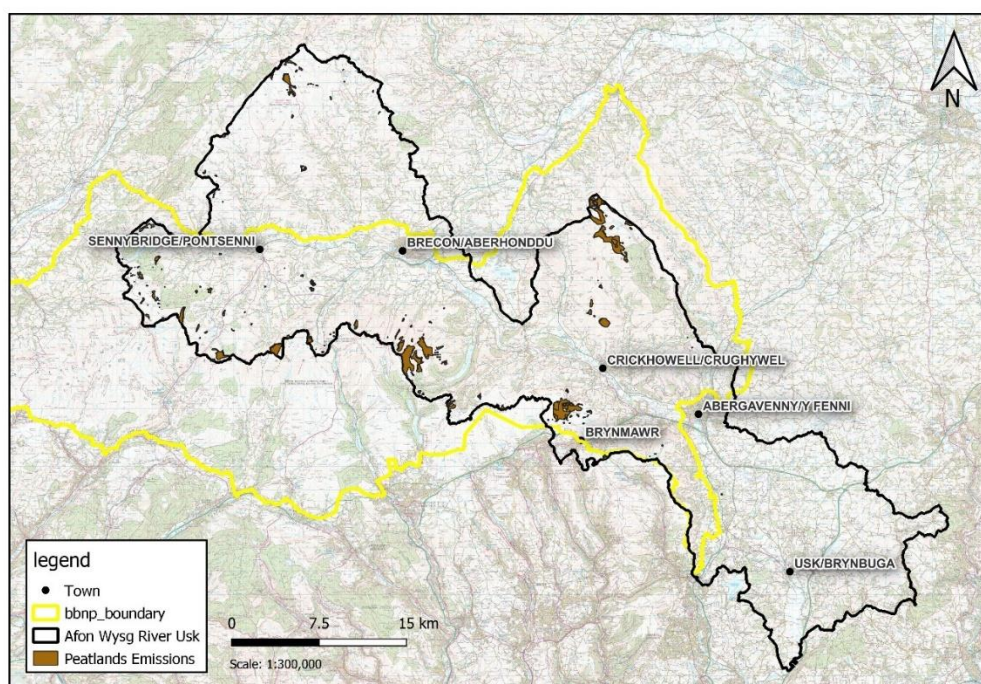 N
SENNYBRIDGE/PONTSENNI
BRECON/ABERHONDDU
CRICKHOWELL/CRUGHYWEL
ABERGAVENNY/Y FENNI
BRYNMAWR
USK/BRYNBUGA
legend
Town
bbnp_boundary
Afon Wysg River Usk
Peatlands Emissions
0 7.5 15 km
Scale: 1:300,000